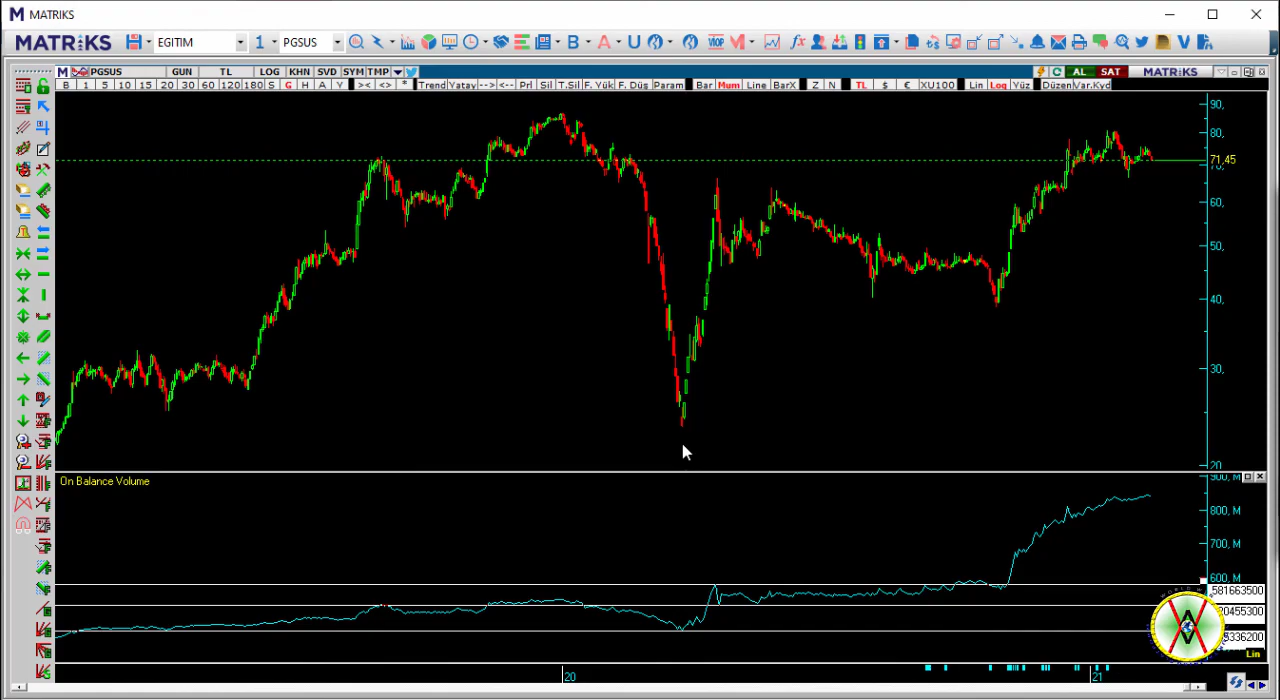 MATRIKS
MATRIKS EGITIM 1 PGSUS B A U VIOP M fx V
M PGSUS GUN TL LOG KHN SVD SYM TMP AL SAT MATRIKS
B 1 5 10 15 20 30 60 120 180 S G H A Y >< <> * Trend Yatay --> <-- Prl Sil T.Sil F. Yük F. Düş Param Bar Mum Line BarX Z N TL $ € XU100 Lin Log Yüz Düzen Var.Kyd
90,
80,
71,45
70,
60,
50,
40,
30,
20
On Balance Volume
900, M
800, M
700, M
600, M
581663500
20455300
5336200
Lin
20 21